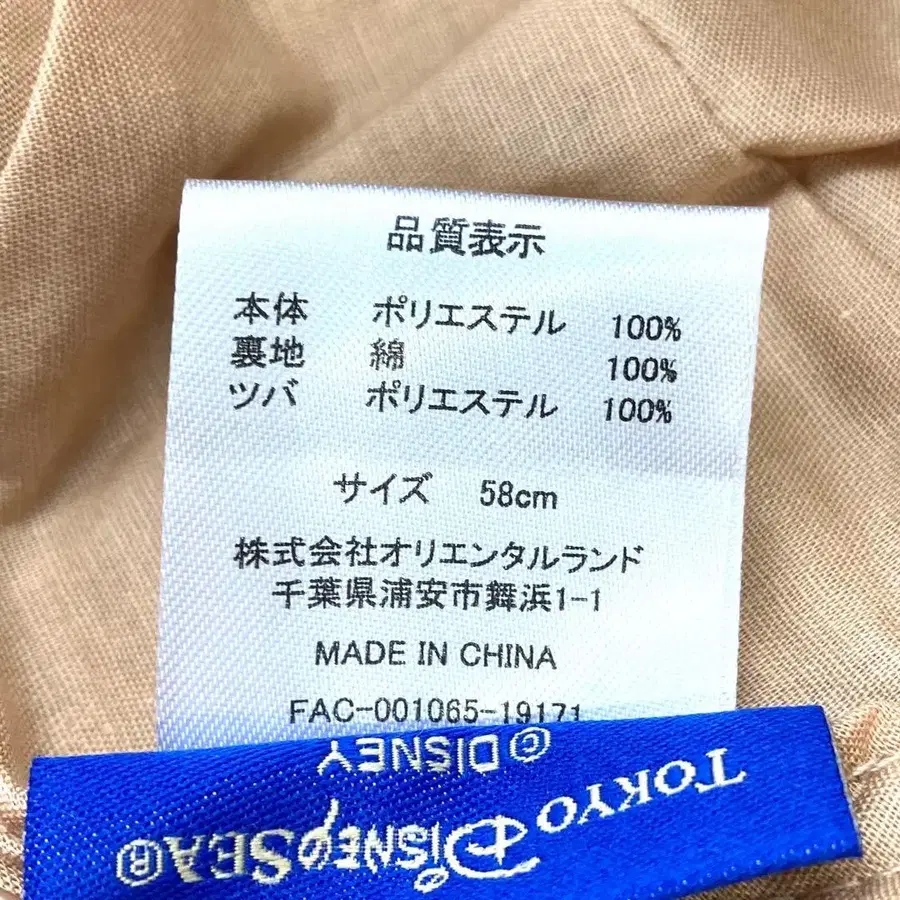 品質表示
本体 ポリエステル 100%
裏地 綿 100%
ツバ ポリエステル 100%
サイズ 58cm
株式会社オリエンタルランド
千葉県浦安市舞浜1-1
MADE IN CHINA
FAC-001065-19171
TOKYO DISNEYSEA®
© DISNEY